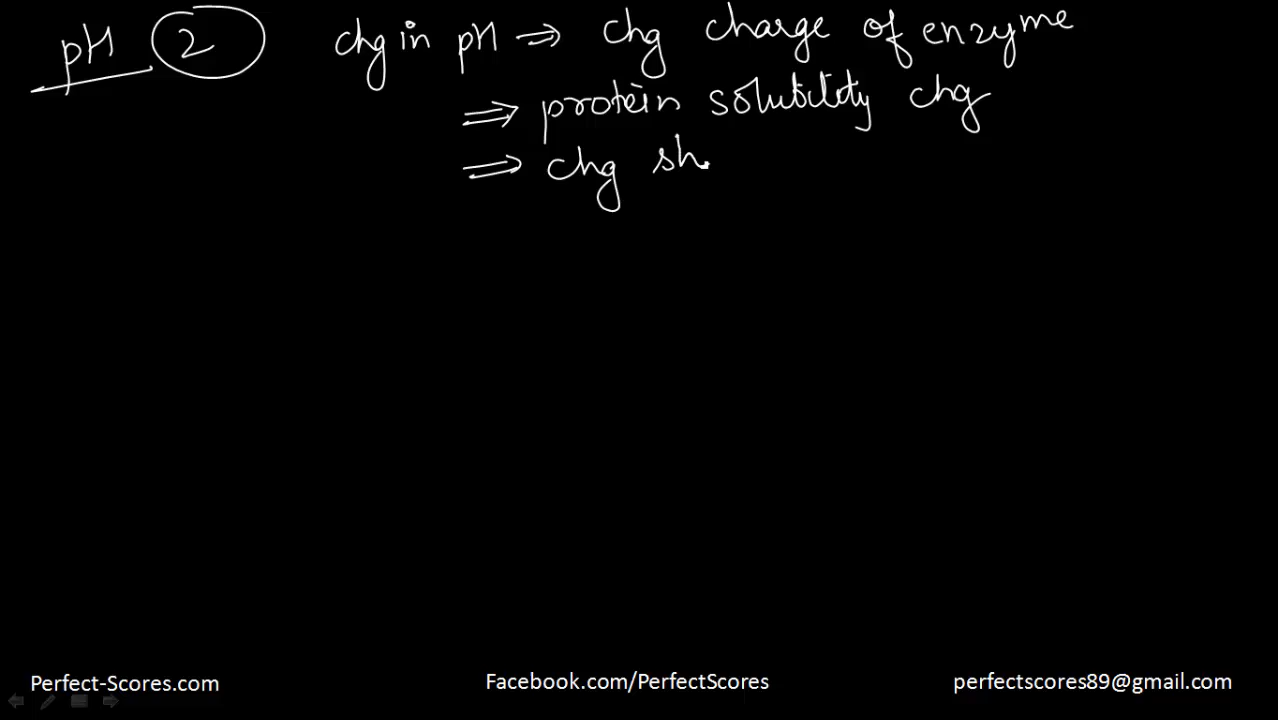 pH 2 chg in pH ⇒ chg charge of enzyme
⇒ protein solubility chg
⇒ chg sh
Perfect-Scores.com Facebook.com/PerfectScores perfectscores89@gmail.com